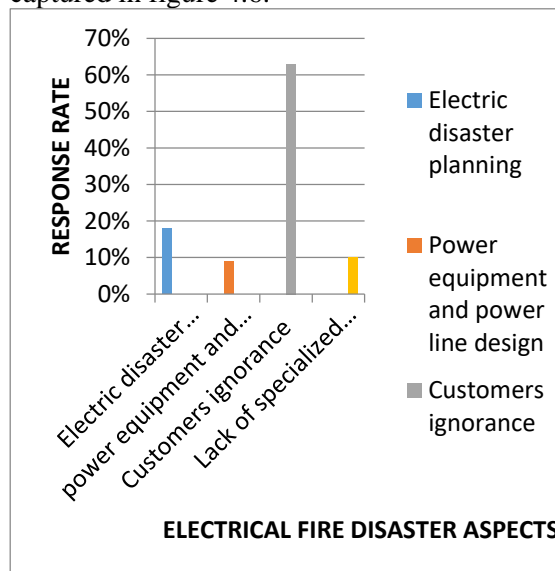 captured in figure 4.8.
70%
60%
50%
40%
30%
20%
10%
0%
RESPONSE RATE
Electric disaster...
power equipment and...
Customers ignorance
Lack of specialized...
ELECTRICAL FIRE DISASTER ASPECTS
Electric
disaster
planning
Power
equipment
and power
line design
Customers
ignorance